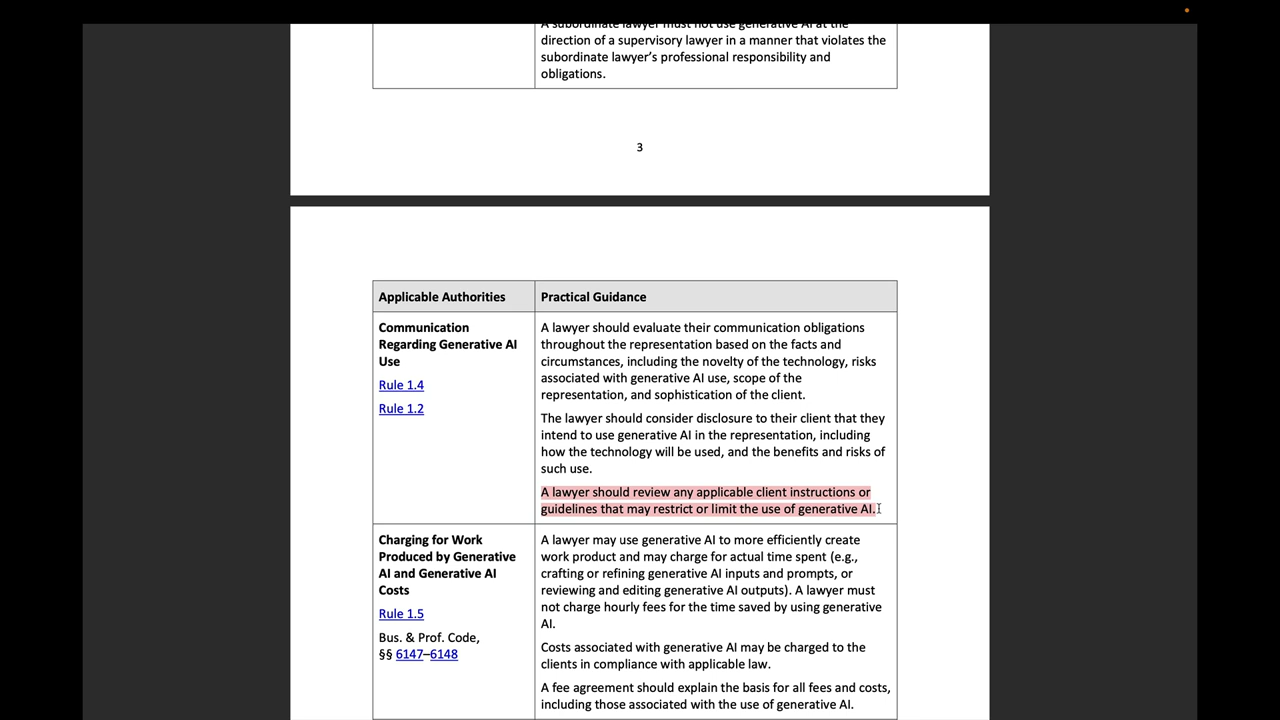 A subordinate lawyer must not use generative AI at the
direction of a supervisory lawyer in a manner that violates the
subordinate lawyer’s professional responsibility and
obligations.
3
Applicable Authorities
Practical Guidance
Communication
Regarding Generative AI
Use
Rule 1.4
Rule 1.2
A lawyer should evaluate their communication obligations
throughout the representation based on the facts and
circumstances, including the novelty of the technology, risks
associated with generative AI use, scope of the
representation, and sophistication of the client.
The lawyer should consider disclosure to their client that they
intend to use generative AI in the representation, including
how the technology will be used, and the benefits and risks of
such use.
A lawyer should review any applicable client instructions or
guidelines that may restrict or limit the use of generative AI.
Charging for Work
Produced by Generative
AI and Generative AI
Costs
Rule 1.5
Bus. & Prof. Code,
§§ 6147–6148
A lawyer may use generative AI to more efficiently create
work product and may charge for actual time spent (e.g.,
crafting or refining generative AI inputs and prompts, or
reviewing and editing generative AI outputs). A lawyer must
not charge hourly fees for the time saved by using generative
AI.
Costs associated with generative AI may be charged to the
clients in compliance with applicable law.
A fee agreement should explain the basis for all fees and costs,
including those associated with the use of generative AI.